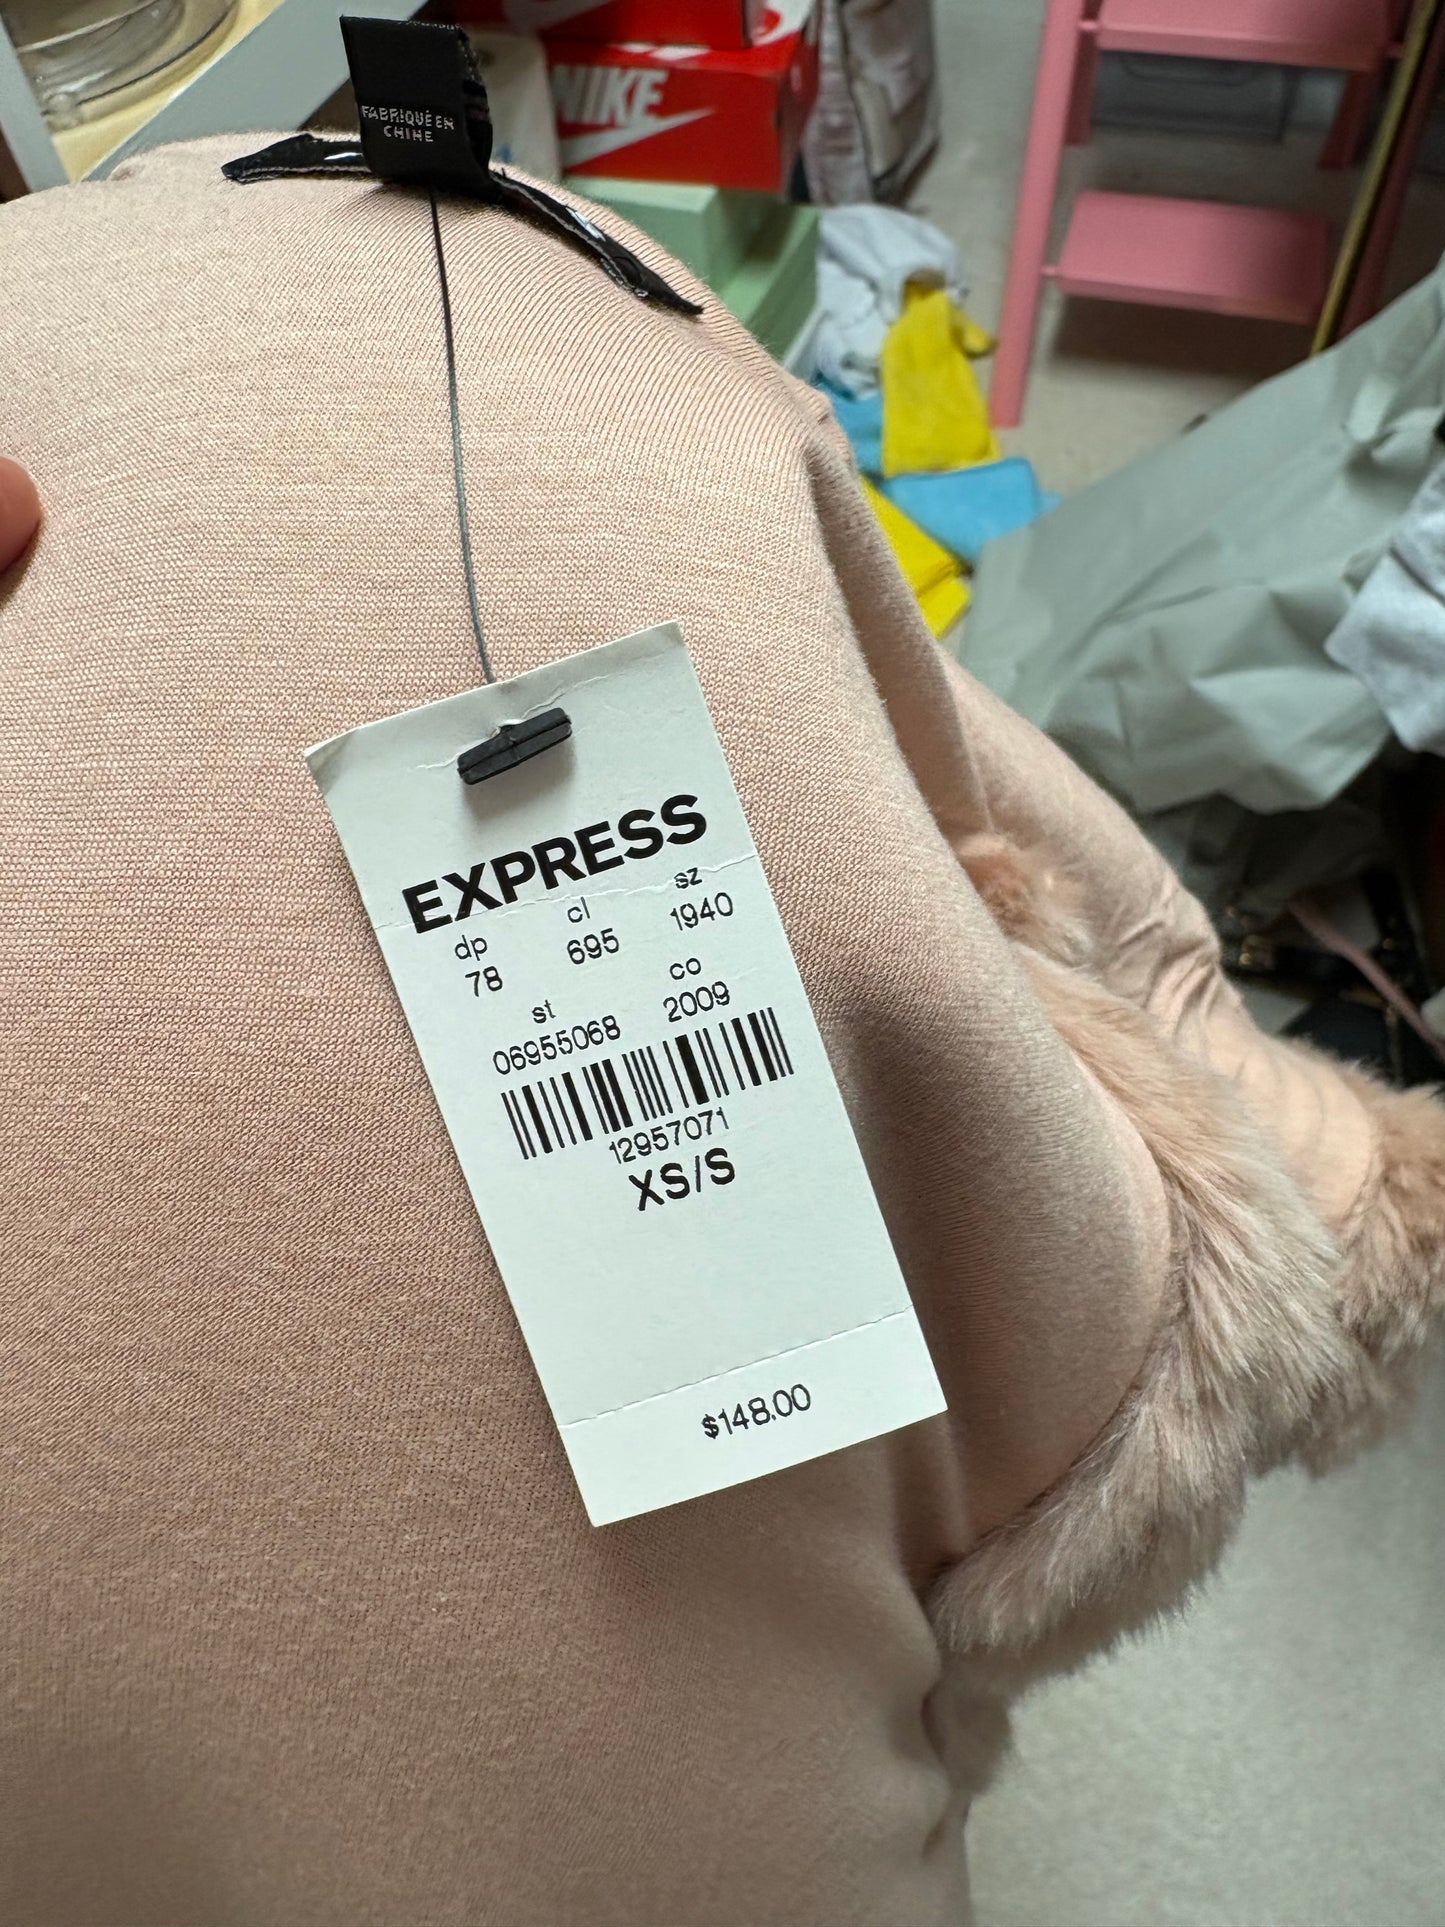 FABRIQUÉ EN
CHINE
NIKE
EXPRESS
dp cl sz
78 695 1940
st co
06955068 2009
12957071
XS/S
$148.00